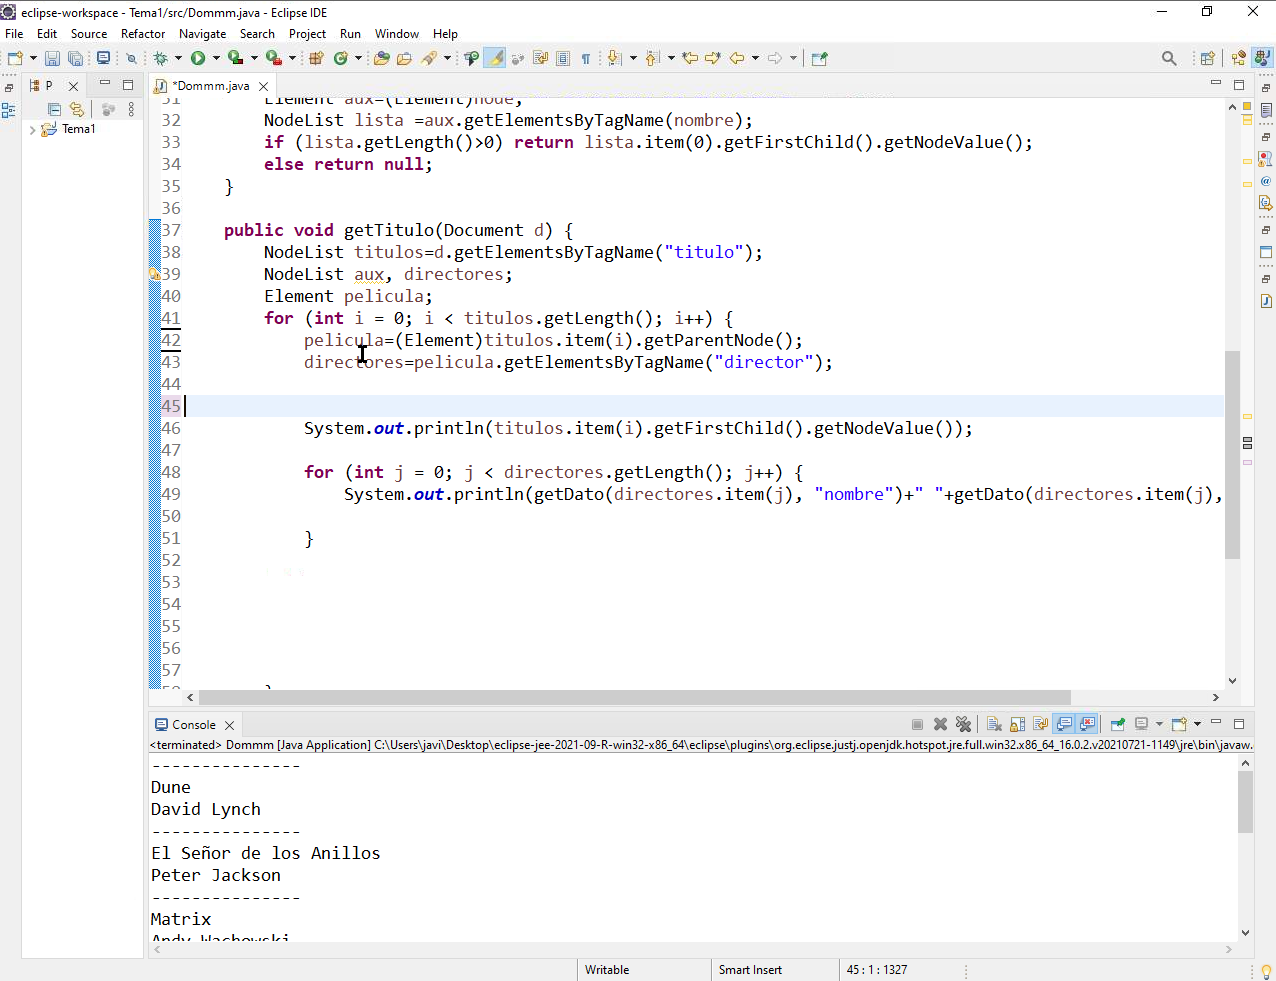 eclipse-workspace - Tema1/src/Dommm.java - Eclipse IDE
File Edit Source Refactor Navigate Search Project Run Window Help
P
*Dommm.java
Tema1
31 Element aux=(Element)node;
32 NodeList lista =aux.getElementsByTagName(nombre);
33 if (lista.getLength()>0) return lista.item(0).getFirstChild().getNodeValue();
34 else return null;
35 }
36
37 public void getTitulo(Document d) {
38 NodeList titulos=d.getElementsByTagName("titulo");
39 NodeList aux, directores;
40 Element pelicula;
41 for (int i = 0; i < titulos.getLength(); i++) {
42 pelicula=(Element)titulos.item(i).getParentNode();
43 directores=pelicula.getElementsByTagName("director");
44
45
46 System.out.println(titulos.item(i).getFirstChild().getNodeValue());
47
48 for (int j = 0; j < directores.getLength(); j++) {
49 System.out.println(getDato(directores.item(j), "nombre")+" "+getDato(directores.item(j),
50
51 }
52
53
54
55
56
57
58 }
Console
<terminated> Dommm [Java Application] C:\Users\javi\Desktop\eclipse-jee-2021-09-R-win32-x86_64\eclipse\plugins\org.eclipse.justj.openjdk.hotspot.jre.full.win32.x86_64_16.0.2.v20210721-1149\jre\bin\javaw.
---------------
Dune
David Lynch
---------------
El Señor de los Anillos
Peter Jackson
---------------
Matrix
Andy Wachowski
Writable Smart Insert 45 : 1 : 1327